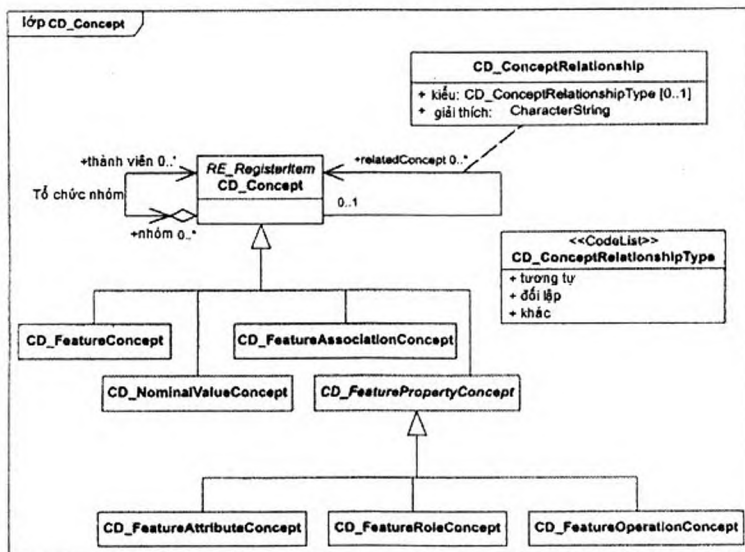 lớp CD_Concept
CD_ConceptRelationship
+ kiểu: CD_ConceptRelationshipType [0..1]
+ giải thích: CharacterString
+thành viên 0..*
RE_RegisterItem
CD_Concept
+relatedConcept 0..*
Tổ chức nhóm
0..1
+nhóm 0..*
<<CodeList>>
CD_ConceptRelationshipType
+ tương tự
+ đối lập
+ khác
CD_FeatureConcept
CD_FeatureAssociationConcept
CD_NominalValueConcept
CD_FeaturePropertyConcept
CD_FeatureAttributeConcept
CD_FeatureRoleConcept
CD_FeatureOperationConcept